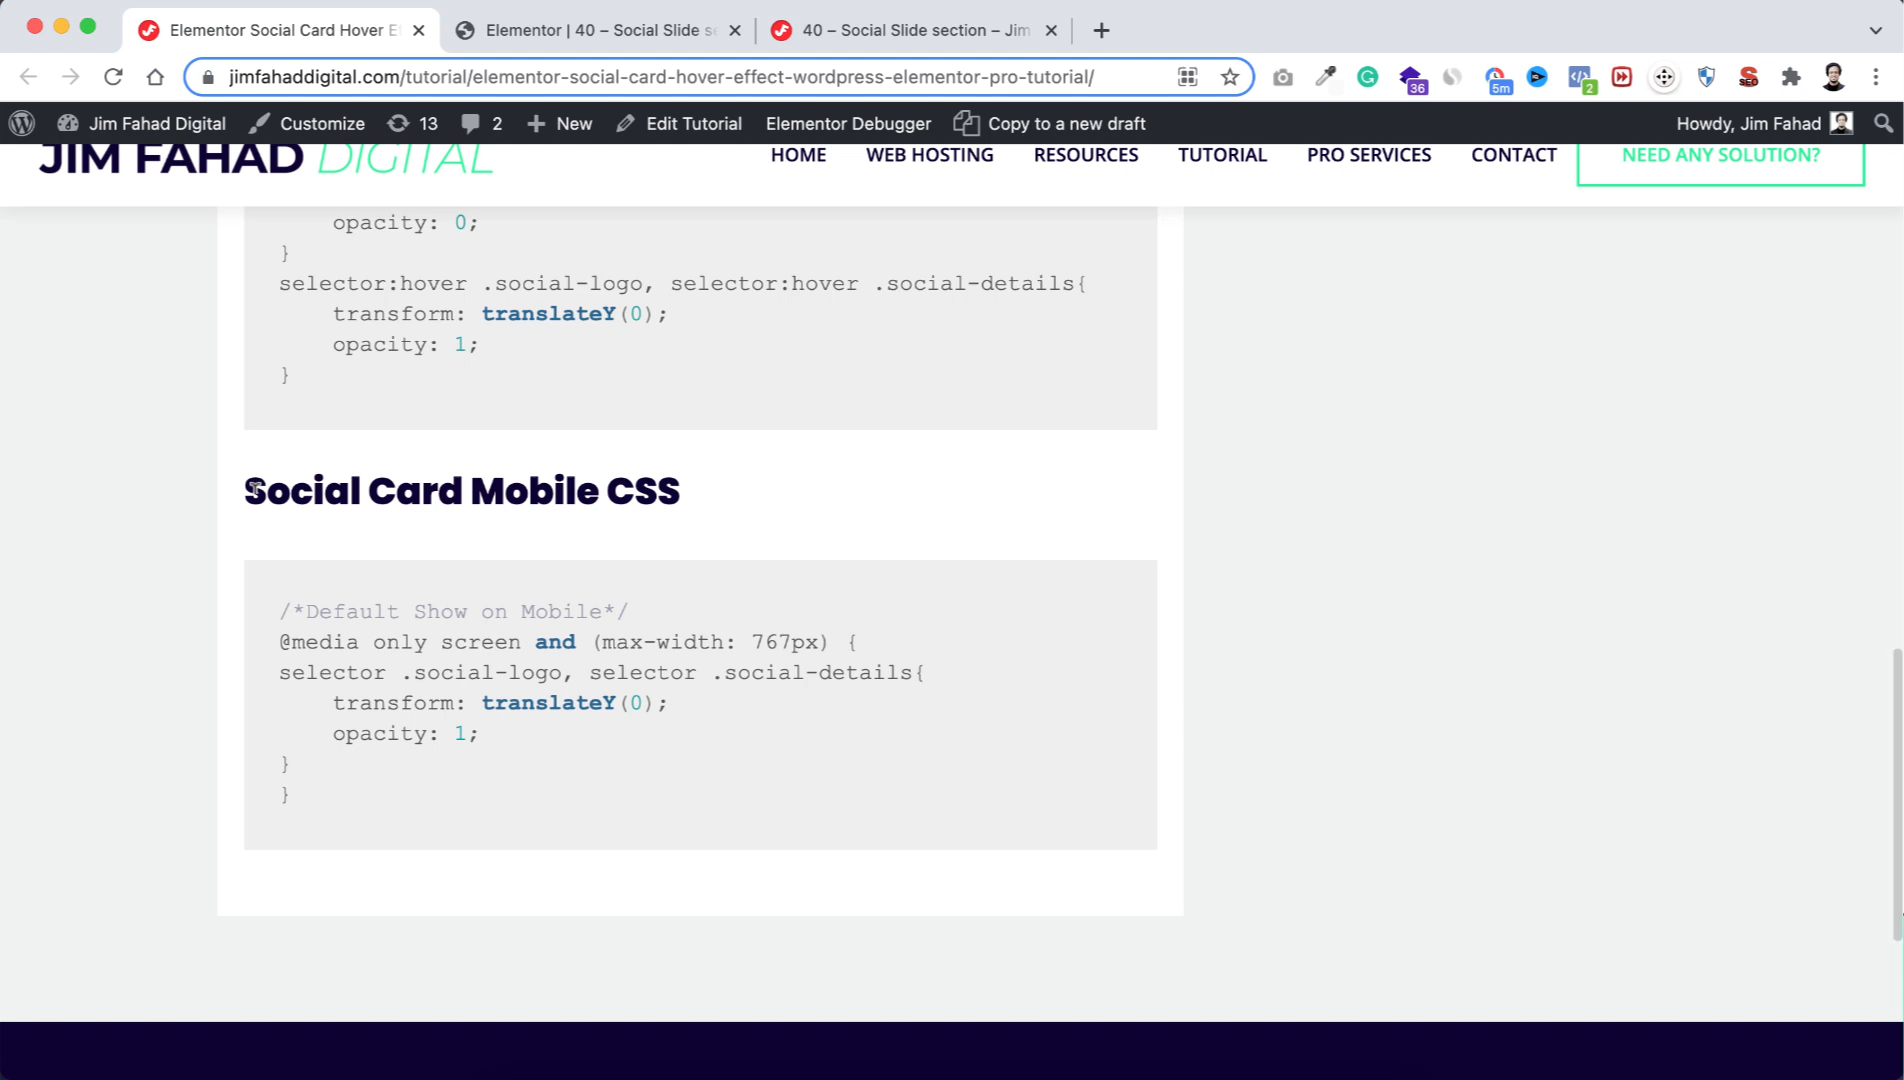 Elementor Social Card Hover E
Elementor | 40 – Social Slide se
40 – Social Slide section – Jim
jimfahaddigital.com/tutorial/elementor-social-card-hover-effect-wordpress-elementor-pro-tutorial/
36
5m
2
SEO
Jim Fahad Digital
Customize
13
2
New
Edit Tutorial
Elementor Debugger
Copy to a new draft
Howdy, Jim Fahad
JIM FAHAD DIGITAL
HOME
WEB HOSTING
RESOURCES
TUTORIAL
PRO SERVICES
CONTACT
NEED ANY SOLUTION?
opacity: 0;
}
selector:hover .social-logo, selector:hover .social-details{
transform: translateY(0);
opacity: 1;
}
Social Card Mobile CSS
/*Default Show on Mobile*/
@media only screen and (max-width: 767px) {
selector .social-logo, selector .social-details{
transform: translateY(0);
opacity: 1;
}
}